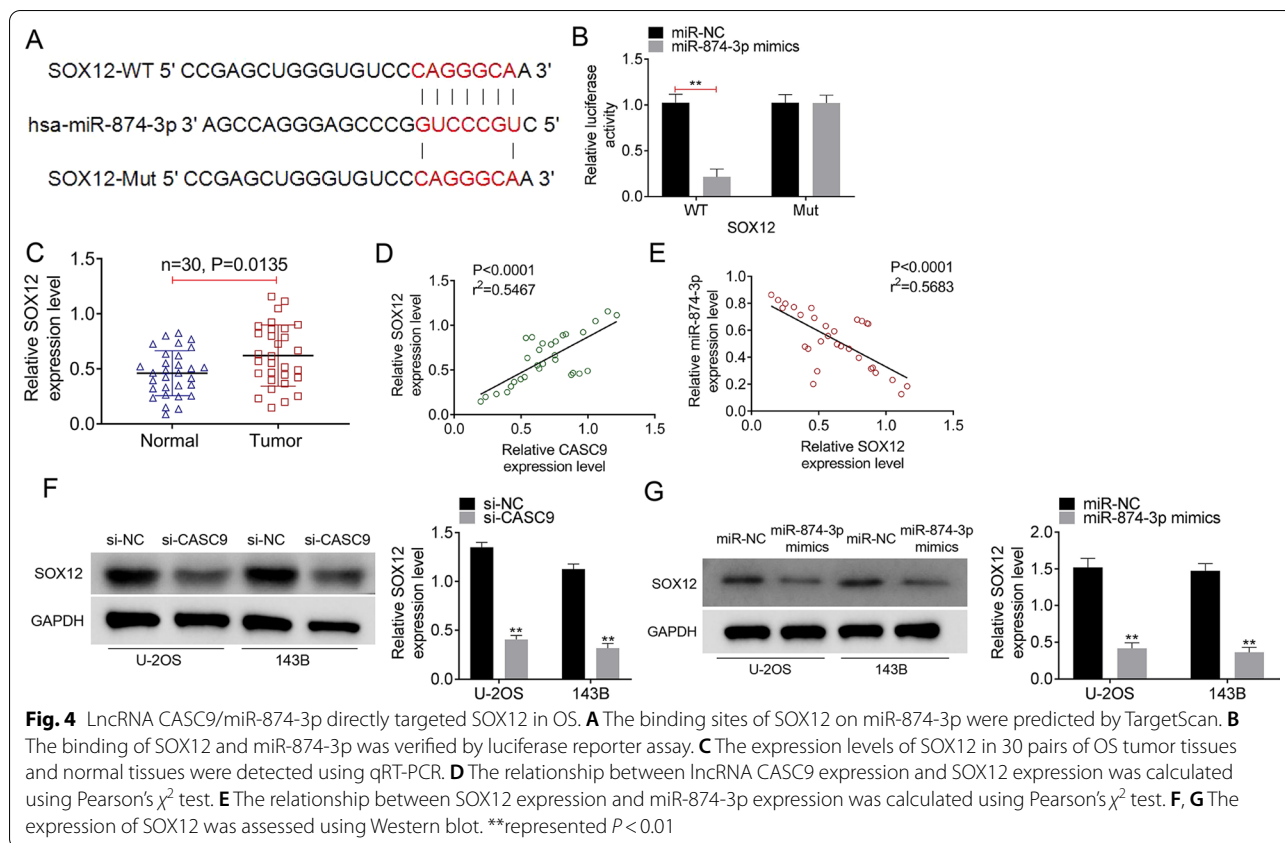 A
SOX12-WT 5' CCGAGCUGGGUGUCCCAGGGCAA 3'
hsa-miR-874-3p 3' AGCCAGGGAGCCCGGUCCCGUC 5'
SOX12-Mut 5' CCGAGCUGGGUGUCCCAGGGCAA 3'
B
miR-NC
miR-874-3p mimics
Relative luciferase
activity
1.5
1.0
0.5
0.0
**
WT
Mut
SOX12
C
n=30, P=0.0135
Relative SOX12
expression level
1.5
1.0
0.5
0.0
Normal
Tumor
D
P<0.0001
r²=0.5467
Relative SOX12
expression level
1.5
1.0
0.5
0.0
0.0
0.5
1.0
1.5
Relative CASC9
expression level
E
P<0.0001
r²=0.5683
Relative miR-874-3p
expression level
1.0
0.8
0.6
0.4
0.2
0.0
0.0
0.5
1.0
1.5
Relative SOX12
expression level
F
si-NC si-CASC9 si-NC si-CASC9
SOX12
GAPDH
U-2OS 143B
si-NC
si-CASC9
Relative SOX12
expression level
1.5
1.0
0.5
0.0
**
**
U-2OS 143B
G
miR-NC miR-874-3p mimics miR-NC miR-874-3p mimics
SOX12
GAPDH
U-2OS 143B
miR-NC
miR-874-3p mimics
Relative SOX12
expression level
2.0
1.5
1.0
0.5
0.0
**
**
U-2OS 143B
Fig. 4 LncRNA CASC9/miR-874-3p directly targeted SOX12 in OS. A The binding sites of SOX12 on miR-874-3p were predicted by TargetScan. B
The binding of SOX12 and miR-874-3p was verified by luciferase reporter assay. C The expression levels of SOX12 in 30 pairs of OS tumor tissues
and normal tissues were detected using qRT-PCR. D The relationship between lncRNA CASC9 expression and SOX12 expression was calculated
using Pearson's χ² test. E The relationship between SOX12 expression and miR-874-3p expression was calculated using Pearson's χ² test. F, G The
expression of SOX12 was assessed using Western blot. **represented P < 0.01